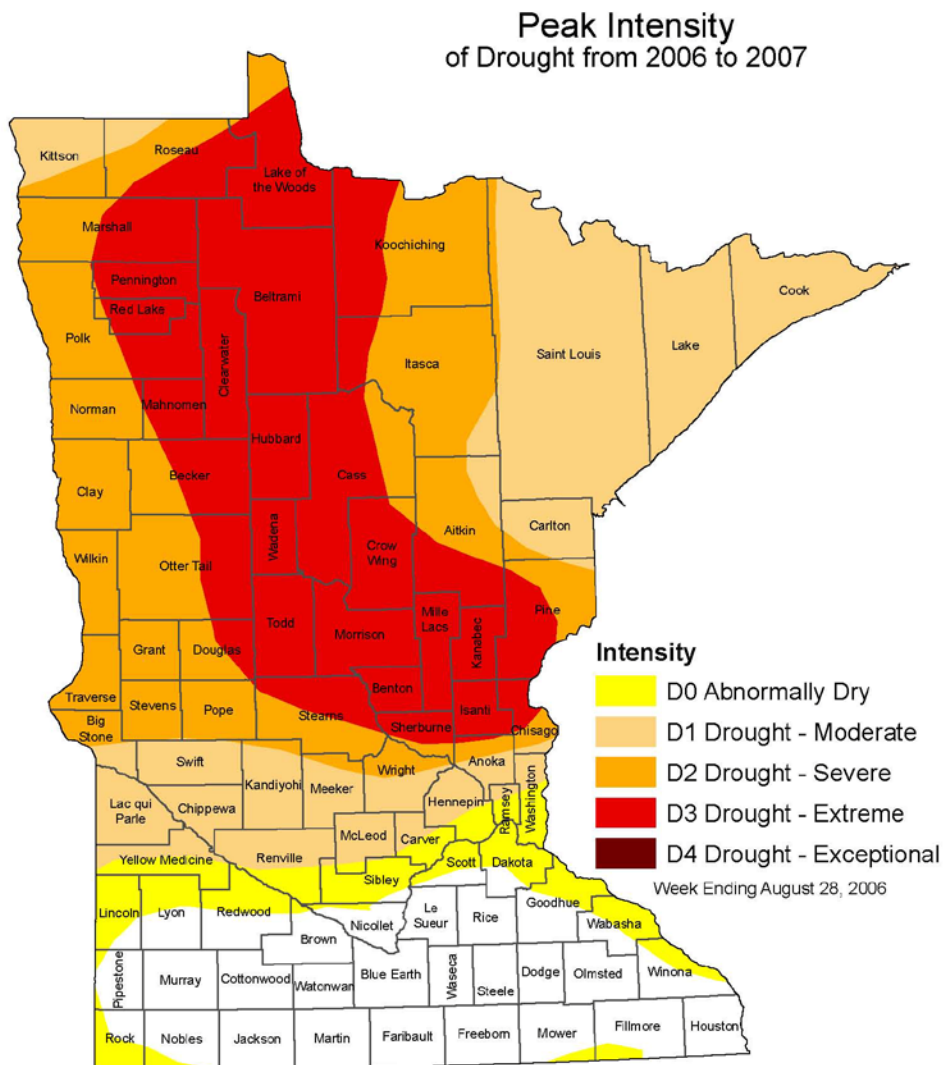 Peak Intensity
of Drought from 2006 to 2007
Kittson
Roseau
Lake of
the Woods
Marshall
Koochiching
Pennington
Beltrami
Red Lake
Cook
Polk
Clearwater
Itasca
Saint Louis
Lake
Norman
Mahnomen
Hubbard
Becker
Cass
Clay
Wadena
Aitkin
Carlton
Wilkin
Otter Tail
Crow
Wing
Pine
Todd
Morrison
Mille
Lacs
Kanabec
Grant
Douglas
Traverse
Stevens
Pope
Stearns
Benton
Isanti
Big
Stone
Sherburne
Chisago
Swift
Kandiyohi
Meeker
Wright
Anoka
Lac qui
Parle
Chippewa
Hennepin
Ramsey
Washington
McLeod
Carver
Yellow Medicine
Renville
Scott
Dakota
Sibley
Lincoln
Lyon
Redwood
Nicollet
Le
Sueur
Rice
Goodhue
Wabasha
Brown
Pipestone
Murray
Cottonwood
Watonwan
Blue Earth
Waseca
Steele
Dodge
Olmsted
Winona
Rock
Nobles
Jackson
Martin
Faribault
Freeborn
Mower
Fillmore
Houston
Intensity
D0 Abnormally Dry
D1 Drought - Moderate
D2 Drought - Severe
D3 Drought - Extreme
D4 Drought - Exceptional
Week Ending August 28, 2006